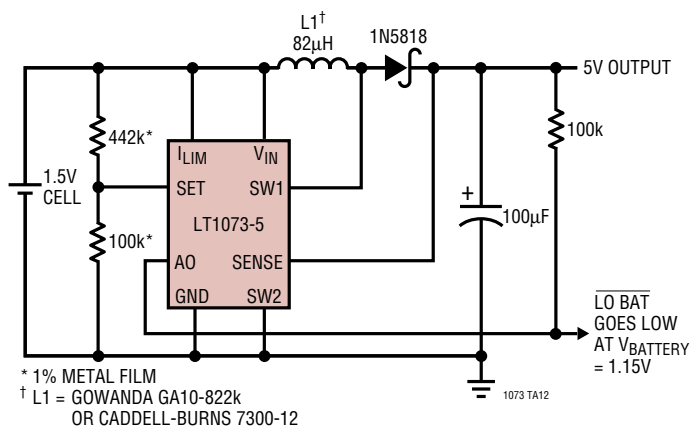 L1†
82µH
1N5818
5V OUTPUT
442k*
100k
ILIM
VIN
1.5V
CELL
SET
SW1
+
100µF
LT1073-5
100k*
AO
SENSE
GND
SW2
LO BAT
GOES LOW
AT VBATTERY
= 1.15V
* 1% METAL FILM
† L1 = GOWANDA GA10-822k
OR CADDELL-BURNS 7300-12
1073 TA12